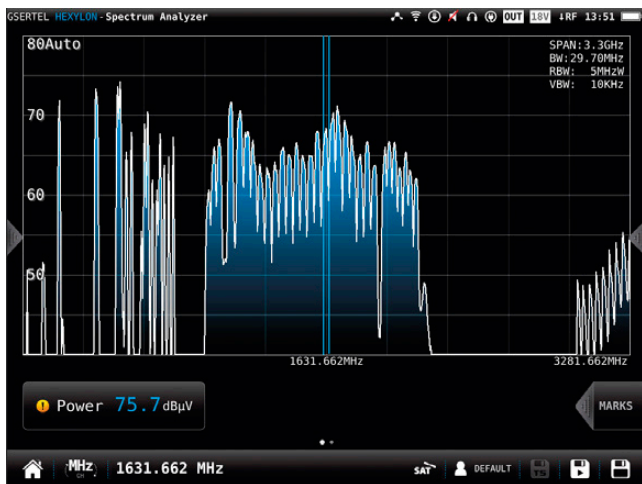 GSERTEL HEXYLON-Spectrum Analyzer OUT 18V ↓RF 13:51
80Auto
SPAN:3.3GHz
BW:29.70MHz
RBW: 5MHzW
VBW: 10KHz
70
60
50
1631.662MHz 3281.662MHz
Power 75.7 dBµV
MARKS
MHz
CH
1631.662 MHz
SAT
DEFAULT
TS